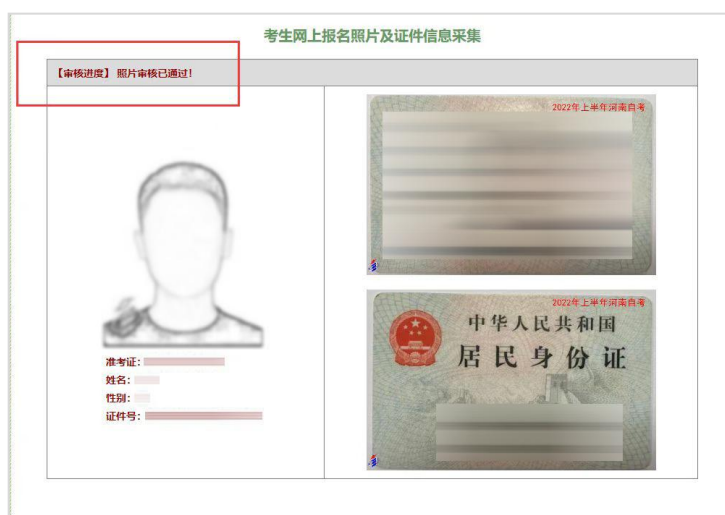 考生网上报名照片及证件信息采集
【审核进度】 照片审核已通过!
2022年上半年河南自考
准考证:
姓名:
性别:
证件号:
2022年上半年河南自考
中华人民共和国
居民身份证